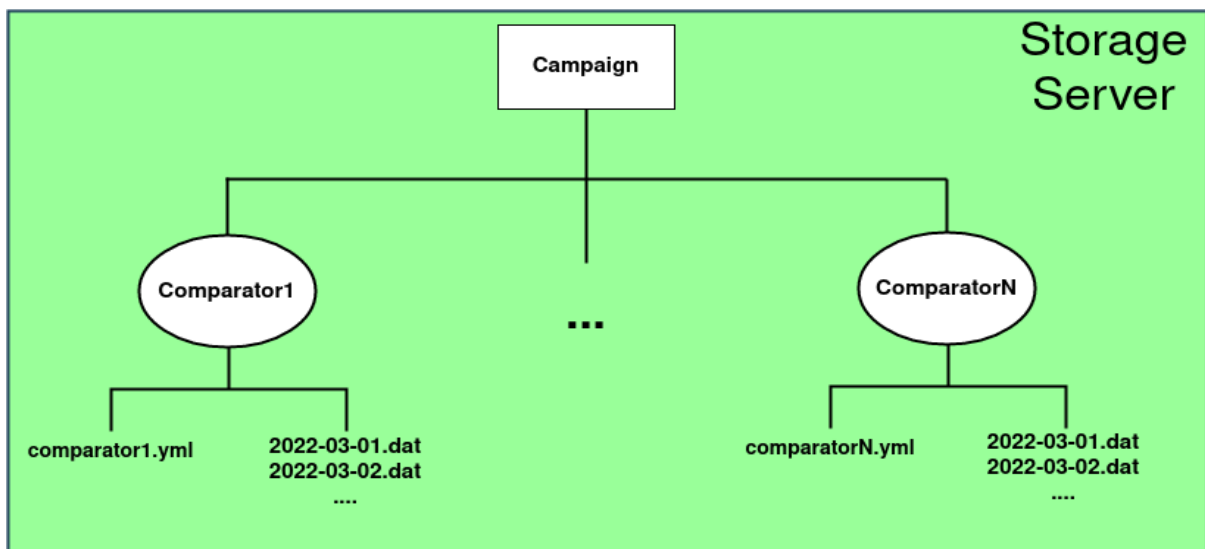 Storage
Server
Campaign
Comparator1
...
ComparatorN
comparator1.yml
2022-03-01.dat
2022-03-02.dat
....
comparatorN.yml
2022-03-01.dat
2022-03-02.dat
....